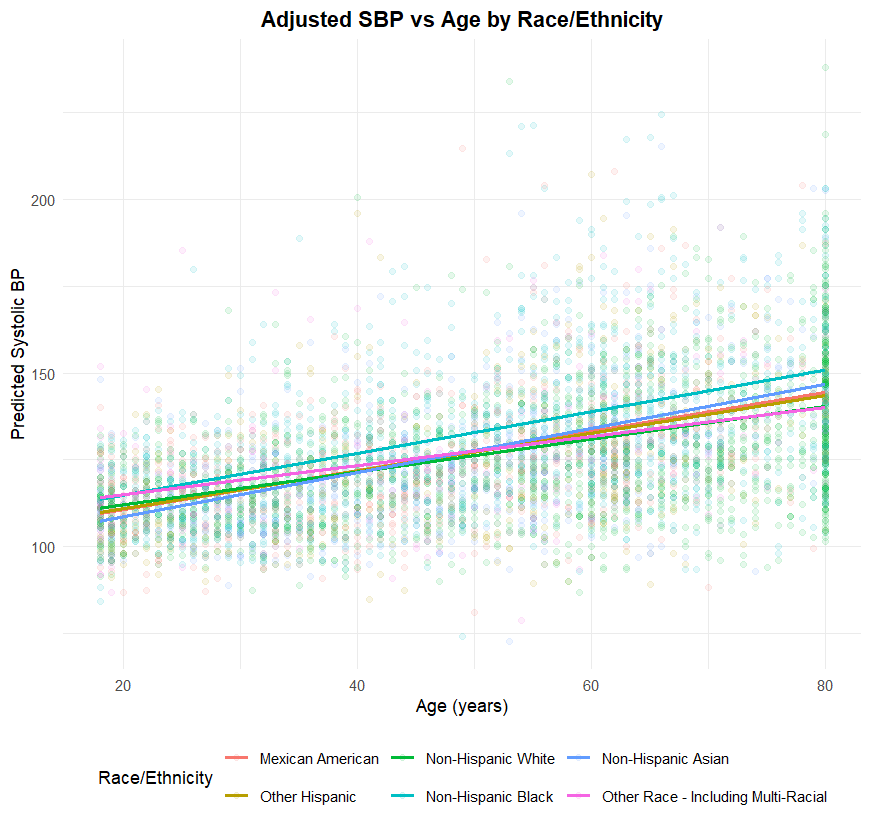 Adjusted SBP vs Age by Race/Ethnicity
Predicted Systolic BP
200
150
100
20 40 60 80
Age (years)
Race/Ethnicity
Mexican American Non-Hispanic White Non-Hispanic Asian
Other Hispanic Non-Hispanic Black Other Race - Including Multi-Racial